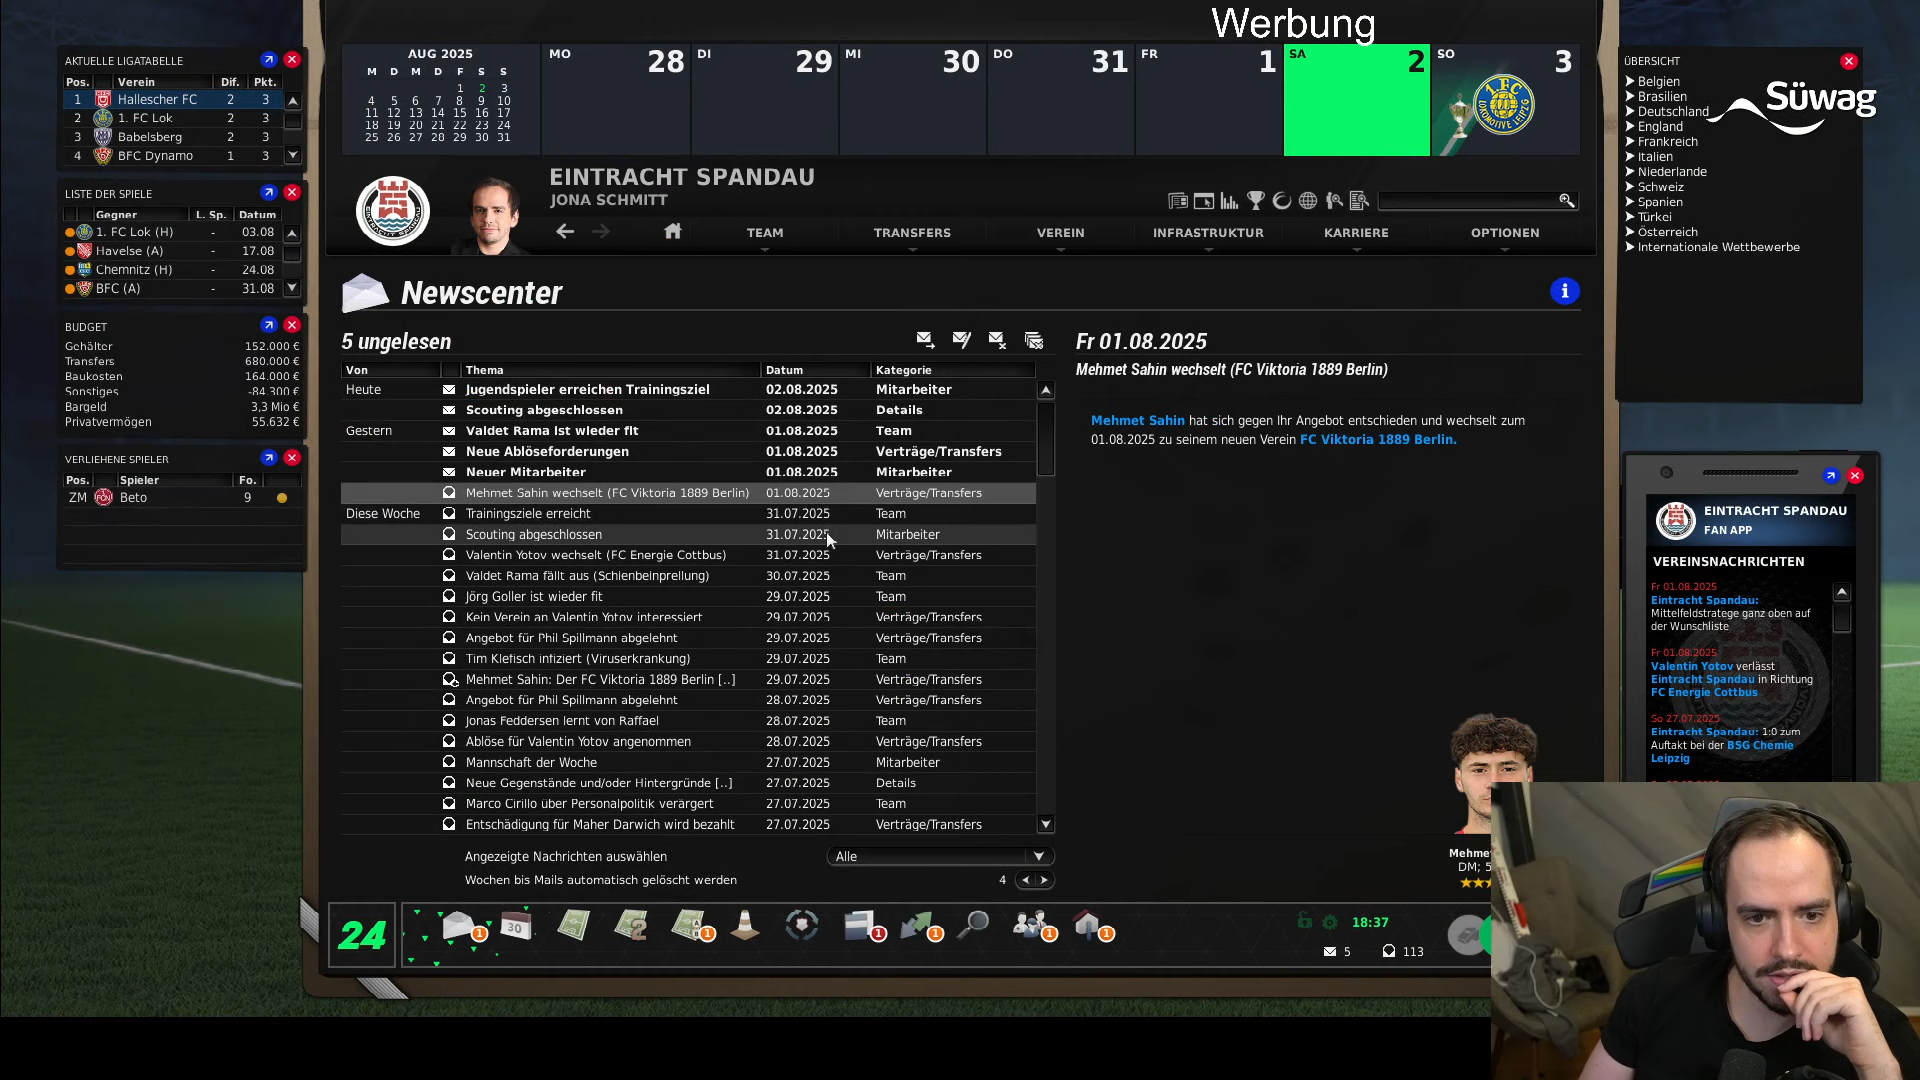 Werbung
AKTUELLE LIGATABELLE
Pos. Verein Dif. Pkt.
1 Hallescher FC 2 3
2 1. FC Lok 2 3
3 Babelsberg 2 3
4 BFC Dynamo 1 3
LISTE DER SPIELE
Gegner L. Sp. Datum
1. FC Lok (H) - 03.08
Havelse (A) - 17.08
Chemnitz (H) - 24.08
BFC (A) - 31.08
BUDGET
Gehälter 152.000 €
Transfers 680.000 €
Baukosten 164.000 €
Sonstiges -84.300 €
Bargeld 3,3 Mio €
Privatvermögen 55.632 €
VERLIEHENE SPIELER
Pos. Spieler Fo.
ZM Beto 9
AUG 2025
M D M D F S S
1 2 3
4 5 6 7 8 9 10
11 12 13 14 15 16 17
18 19 20 21 22 23 24
25 26 27 28 29 30 31
MO 28 DI 29 MI 30 DO 31 FR 1 SA 2 SO 3
EINTRACHT SPANDAU
JONA SCHMITT
TEAM TRANSFERS VEREIN INFRASTRUKTUR KARRIERE OPTIONEN
Newscenter
5 ungelesen
Von Thema Datum Kategorie
Heute Jugendspieler erreichen Trainingsziel 02.08.2025 Mitarbeiter
Scouting abgeschlossen 02.08.2025 Details
Gestern Valdet Rama ist wieder fit 01.08.2025 Team
Neue Ablöseforderungen 01.08.2025 Verträge/Transfers
Neuer Mitarbeiter 01.08.2025 Mitarbeiter
Mehmet Sahin wechselt (FC Viktoria 1889 Berlin) 01.08.2025 Verträge/Transfers
Diese Woche Trainingsziele erreicht 31.07.2025 Team
Scouting abgeschlossen 31.07.2025 Mitarbeiter
Valentin Yotov wechselt (FC Energie Cottbus) 31.07.2025 Verträge/Transfers
Valdet Rama fällt aus (Schienbeinprellung) 30.07.2025 Team
Jörg Goller ist wieder fit 29.07.2025 Team
Kein Verein an Valentin Yotov interessiert 29.07.2025 Verträge/Transfers
Angebot für Phil Spillmann abgelehnt 29.07.2025 Verträge/Transfers
Tim Klefisch infiziert (Viruserkrankung) 29.07.2025 Team
Mehmet Sahin: Der FC Viktoria 1889 Berlin [..] 29.07.2025 Verträge/Transfers
Angebot für Phil Spillmann abgelehnt 28.07.2025 Verträge/Transfers
Jonas Feddersen lernt von Raffael 28.07.2025 Team
Ablöse für Valentin Yotov angenommen 28.07.2025 Verträge/Transfers
Mannschaft der Woche 27.07.2025 Mitarbeiter
Neue Gegenstände und/oder Hintergründe [..] 27.07.2025 Details
Marco Cirillo über Personalpolitik verärgert 27.07.2025 Team
Entschädigung für Maher Darwich wird bezahlt 27.07.2025 Verträge/Transfers
Angezeigte Nachrichten auswählen Alle
Wochen bis Mails automatisch gelöscht werden 4
Fr 01.08.2025
Mehmet Sahin wechselt (FC Viktoria 1889 Berlin)
Mehmet Sahin hat sich gegen Ihr Angebot entschieden und wechselt zum
01.08.2025 zu seinem neuen Verein FC Viktoria 1889 Berlin.
Mehme
DM; 5
24
30
1 2 1 1 1 1 1
18:37
5 113
ÜBERSICHT
Belgien
Brasilien
Deutschland
England
Frankreich
Italien
Niederlande
Schweiz
Spanien
Türkei
Österreich
Internationale Wettbewerbe
Süwag
EINTRACHT SPANDAU
FAN APP
VEREINSNACHRICHTEN
Fr 01.08.2025
Eintracht Spandau:
Mittelfeldstratege ganz oben auf
der Wunschliste
Fr 01.08.2025
Valentin Yotov verlässt
Eintracht Spandau in Richtung
FC Energie Cottbus
So 27.07.2025
Eintracht Spandau: 1:0 zum
Auftakt bei der BSG Chemie
Leipzig